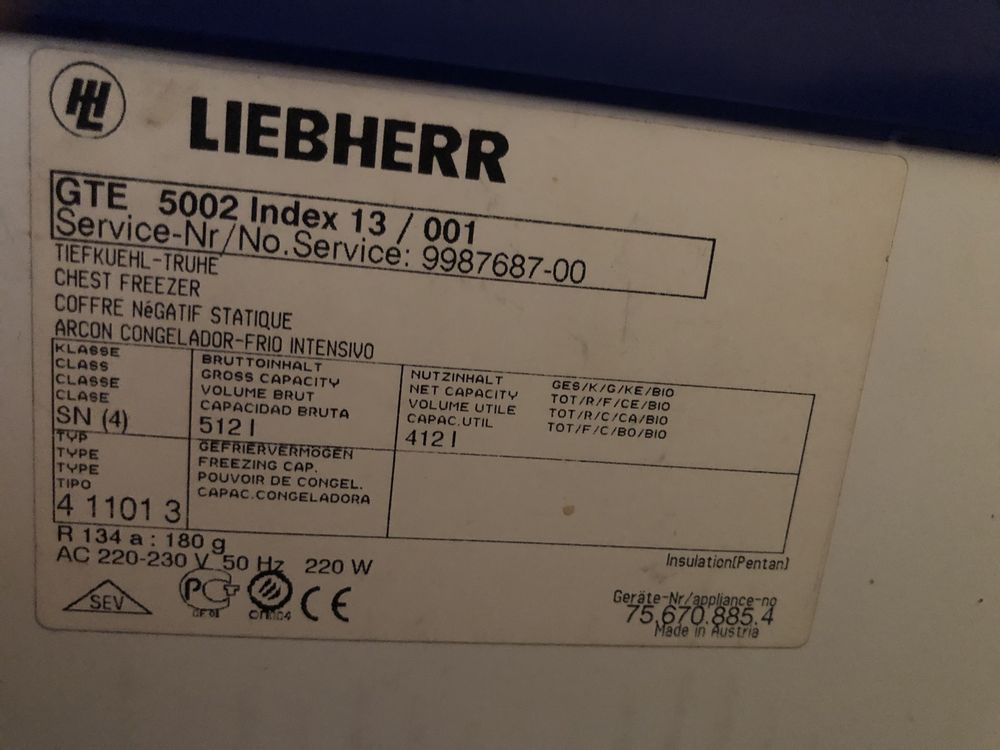 LIEBHERR
GTE 5002 Index 13 / 001
Service-Nr/No.Service: 9987687-00
TIEFKUEHL-TRUHE
CHEST FREEZER
COFFRE NéGATIF STATIQUE
ARCON CONGELADOR-FRIO INTENSIVO
KLASSE
CLASS
CLASSE
CLASE
SN (4)
BRUTTOINHALT
GROSS CAPACITY
VOLUME BRUT
CAPACIDAD BRUTA
512 l
NUTZINHALT
NET CAPACITY
VOLUME UTILE
CAPAC.UTIL
412 l
GES/K/G/KE/BIO
TOT/R/F/CE/BIO
TOT/R/C/CA/BIO
TOT/F/C/BO/BIO
TYP
TYPE
TYPE
TIPO
4 1101 3
GEFRIERVERMÖGEN
FREEZING CAP.
POUVOIR DE CONGEL.
CAPAC.CONGELADORA
R 134 a : 180 g
AC 220-230 V 50 Hz 220 W
Insulation(Pentan)
SEV
CE
Geräte-Nr/appliance-no
75.670.885.4
Made in Austria